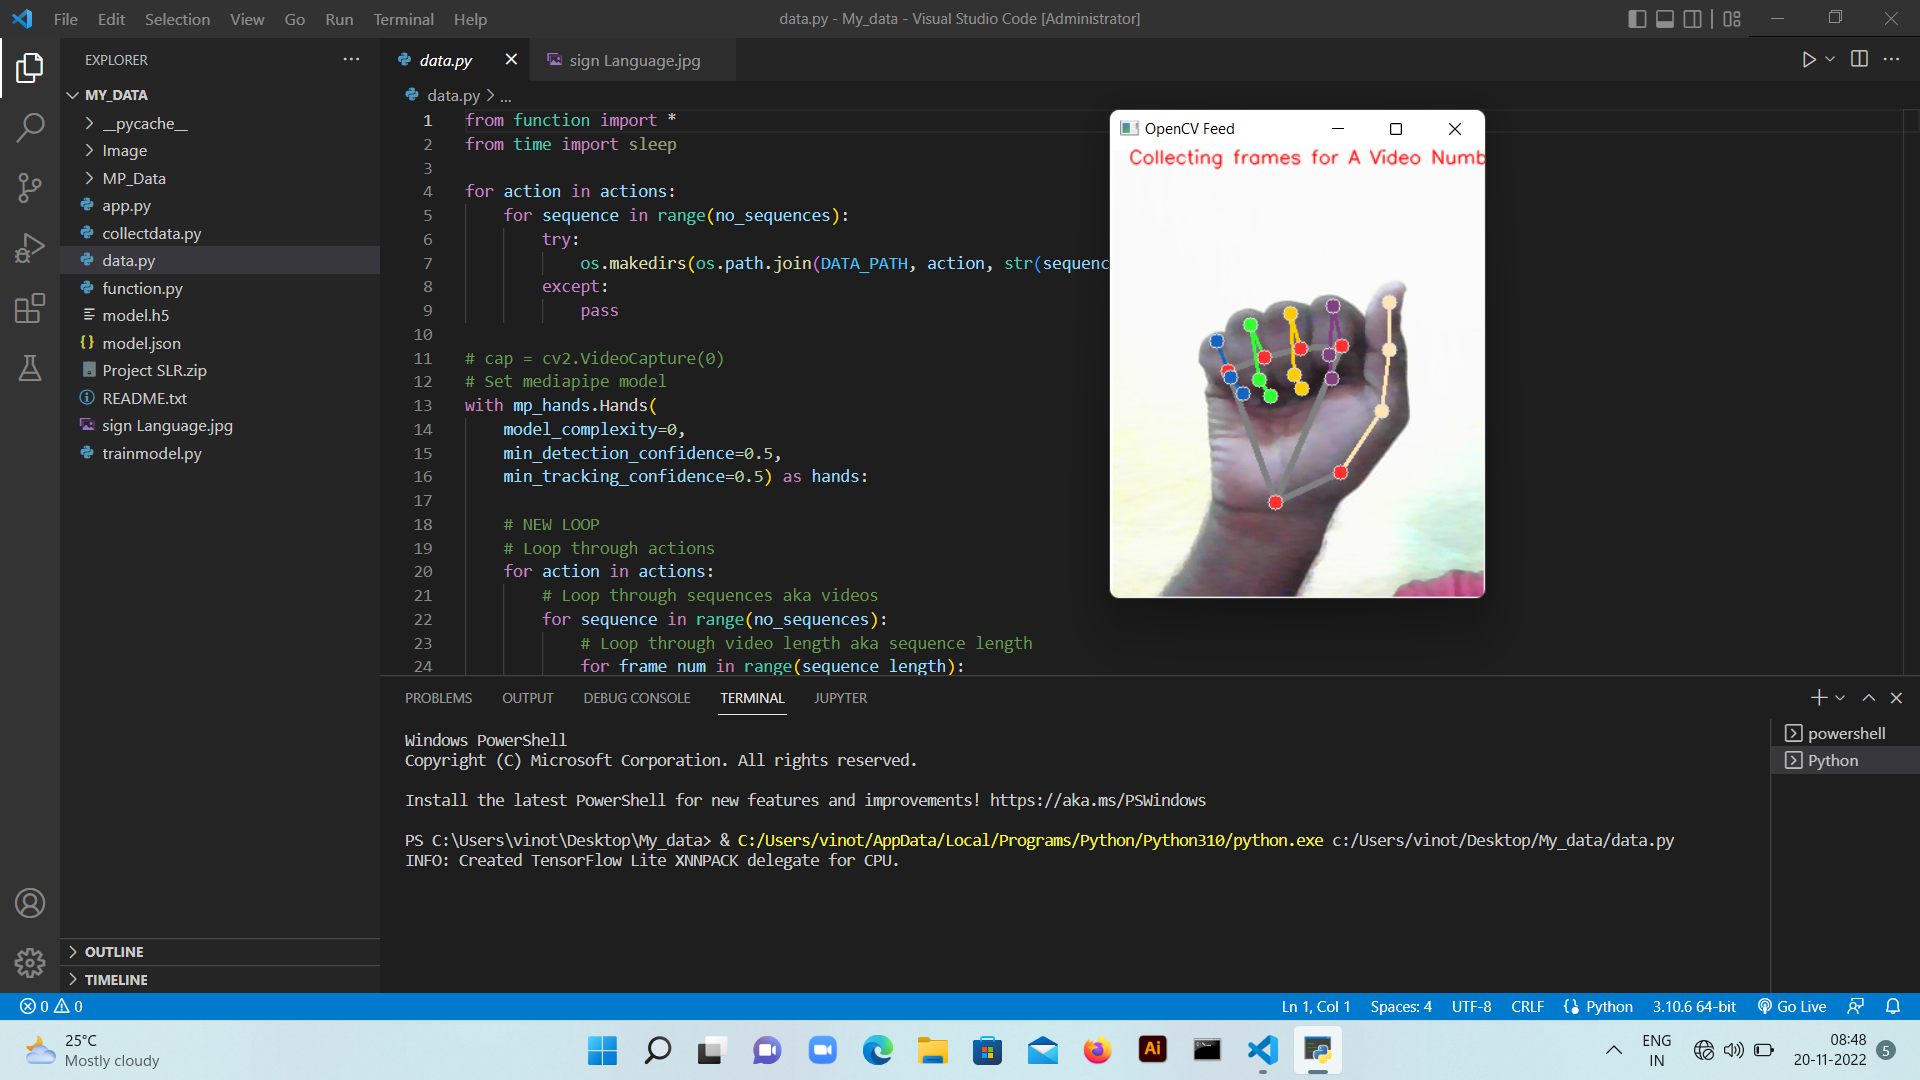 File Edit Selection View Go Run Terminal Help
data.py - My_data - Visual Studio Code [Administrator]
EXPLORER
MY_DATA
__pycache__
Image
MP_Data
app.py
collectdata.py
data.py
function.py
model.h5
model.json
Project SLR.zip
README.txt
sign Language.jpg
trainmodel.py
OUTLINE
TIMELINE
data.py
sign Language.jpg
data.py > ...
1 from function import *
2 from time import sleep
3
4 for action in actions:
5 for sequence in range(no_sequences):
6 try:
7 os.makedirs(os.path.join(DATA_PATH, action, str(sequenc
8 except:
9 pass
10
11 # cap = cv2.VideoCapture(0)
12 # Set mediapipe model
13 with mp_hands.Hands(
14 model_complexity=0,
15 min_detection_confidence=0.5,
16 min_tracking_confidence=0.5) as hands:
17
18 # NEW LOOP
19 # Loop through actions
20 for action in actions:
21 # Loop through sequences aka videos
22 for sequence in range(no_sequences):
23 # Loop through video length aka sequence length
24 for frame_num in range(sequence_length):
OpenCV Feed
Collecting frames for A Video Numb
PROBLEMS OUTPUT DEBUG CONSOLE TERMINAL JUPYTER
Windows PowerShell
Copyright (C) Microsoft Corporation. All rights reserved.
Install the latest PowerShell for new features and improvements! https://aka.ms/PSWindows
PS C:\Users\vinot\Desktop\My_data> & C:/Users/vinot/AppData/Local/Programs/Python/Python310/python.exe c:/Users/vinot/Desktop/My_data/data.py
INFO: Created TensorFlow Lite XNNPACK delegate for CPU.
powershell
Python
0 0
Ln 1, Col 1 Spaces: 4 UTF-8 CRLF Python 3.10.6 64-bit Go Live
25°C
Mostly cloudy
Ai
ENG
IN
08:48
20-11-2022
5